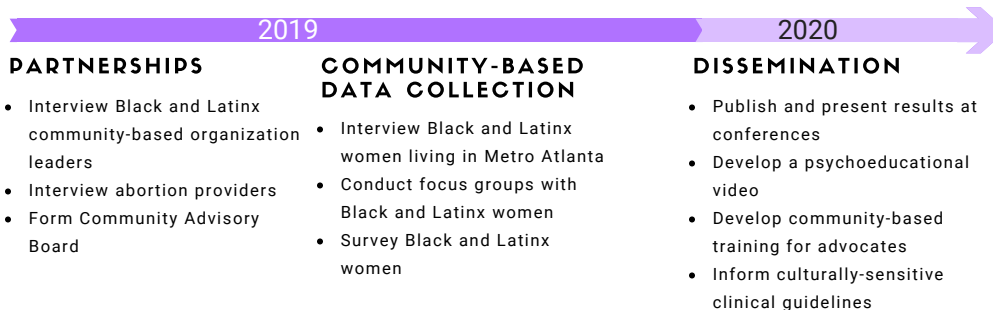 2019
2020
PARTNERSHIPS
• Interview Black and Latinx
community-based organization
leaders
• Interview abortion providers
• Form Community Advisory
Board
COMMUNITY-BASED
DATA COLLECTION
• Interview Black and Latinx
women living in Metro Atlanta
• Conduct focus groups with
Black and Latinx women
• Survey Black and Latinx
women
DISSEMINATION
• Publish and present results at
conferences
• Develop a psychoeducational
video
• Develop community-based
training for advocates
• Inform culturally-sensitive
clinical guidelines